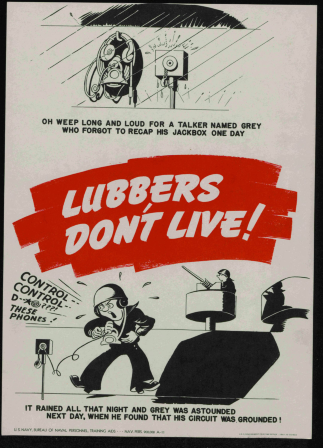 OH WEEP LONG AND LOUD FOR A TALKER NAMED GREY
WHO FORGOT TO RECAP HIS JACKBOX ONE DAY
LUBBERS
DON'T LIVE!
CONTROL--
CONTROL--
D--*@!???!
THESE
PHONES!
IT RAINED ALL THAT NIGHT AND GREY WAS ASTOUNDED
NEXT DAY, WHEN HE FOUND THAT HIS CIRCUIT WAS GROUNDED!
U.S. NAVY, BUREAU OF NAVAL PERSONNEL, TRAINING AIDS